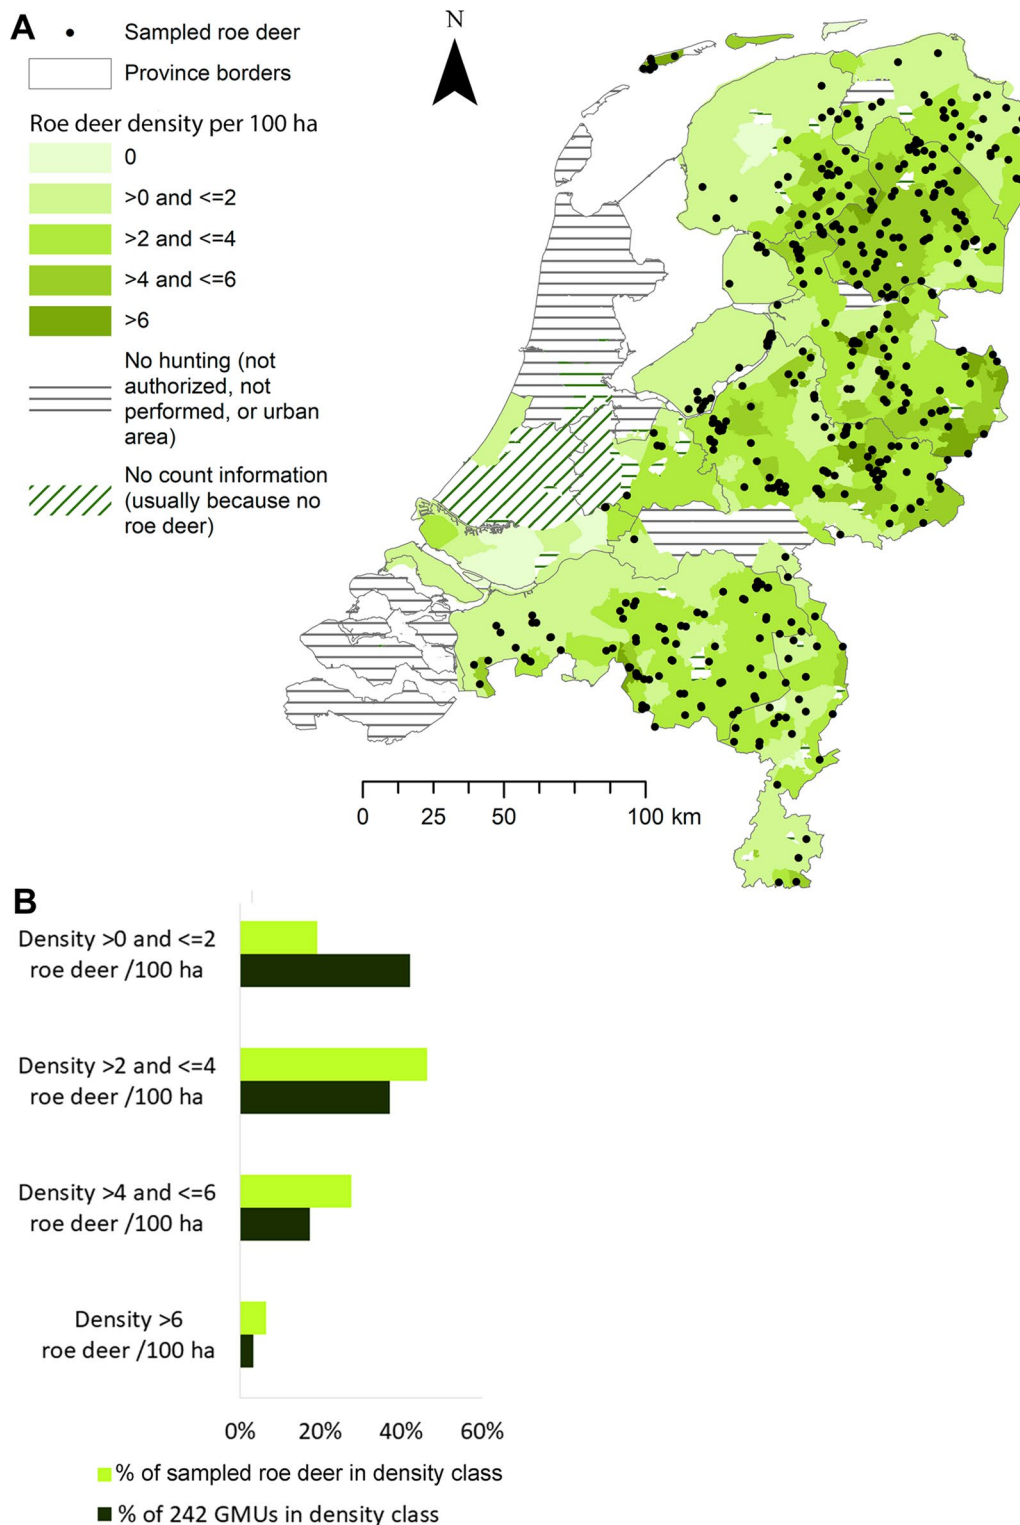 A
Sampled roe deer
Province borders
Roe deer density per 100 ha
0
>0 and <=2
>2 and <=4
>4 and <=6
>6
No hunting (not
authorized, not
performed, or urban
area)
No count information
(usually because no
roe deer)
N
0 25 50 100 km
B
Density >0 and <=2
roe deer /100 ha
Density >2 and <=4
roe deer /100 ha
Density >4 and <=6
roe deer /100 ha
Density >6
roe deer /100 ha
0% 20% 40% 60%
% of sampled roe deer in density class
% of 242 GMUs in density class